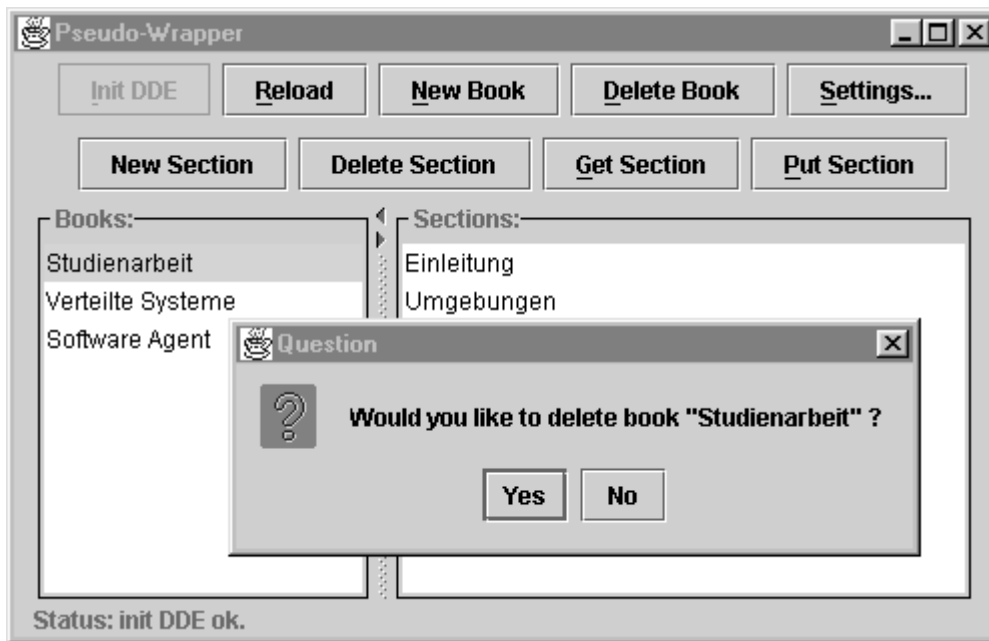 Pseudo-Wrapper
Init DDE Reload New Book Delete Book Settings...
New Section Delete Section Get Section Put Section
Books: Sections:
Studienarbeit Einleitung
Verteilte Systeme Umgebungen
Software Agent
Question
Would you like to delete book "Studienarbeit" ?
Yes No
Status: init DDE ok.